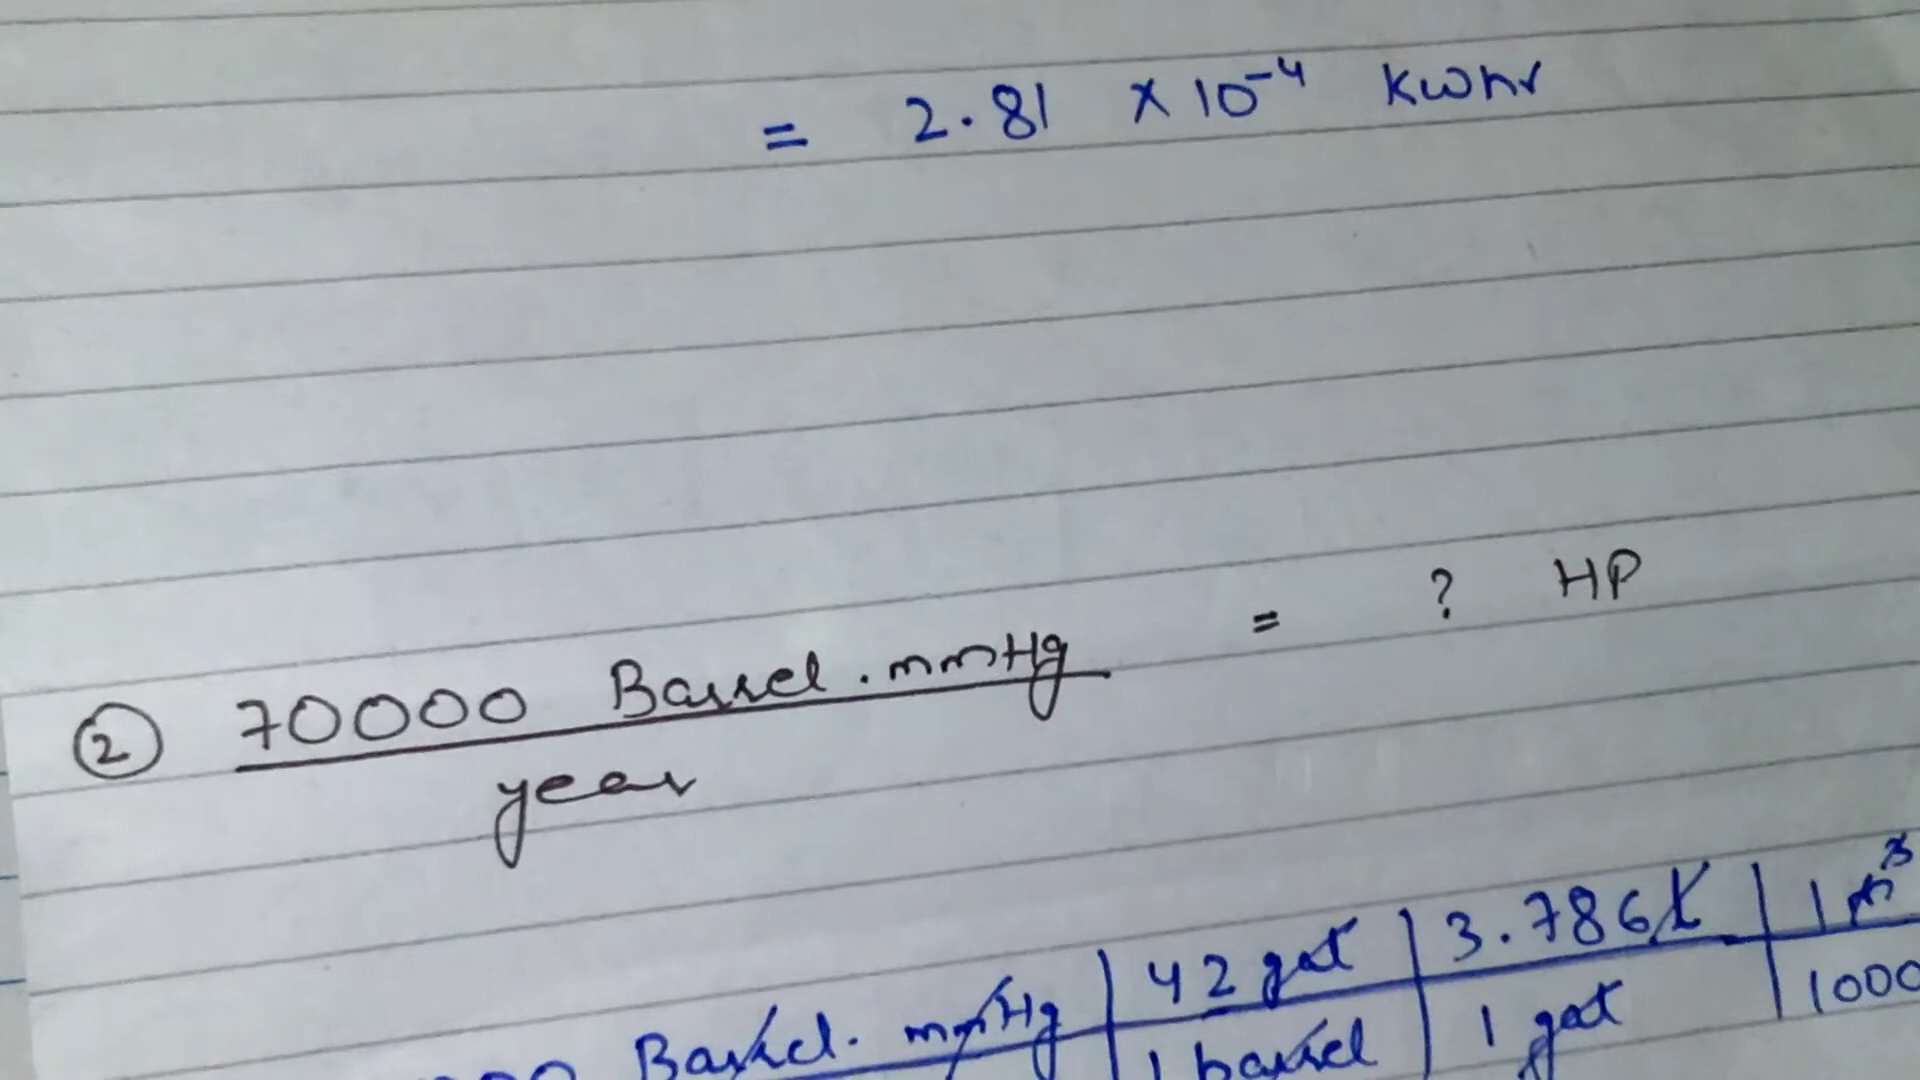 = 2.81 × 10⁻⁴ kwhr
② 70000 Barrel . mmHg = ? HP
year
Barrel. mmHg | 42 gal | 3.786 L | 1 m³
1 barrel | 1 gal | 1000